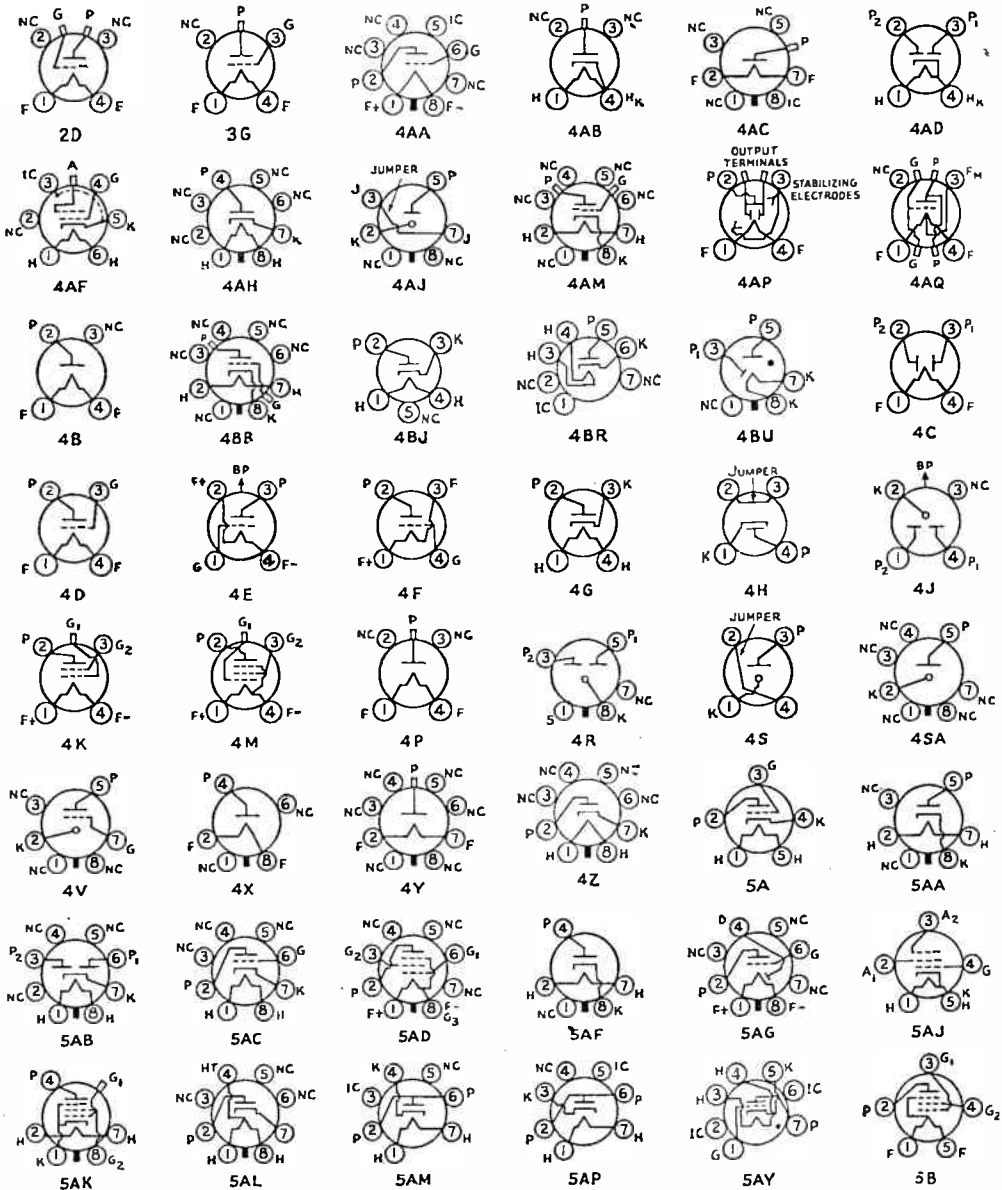 NC G P NC P G NC IC NC P NC NC P2 P1
2 3 2 3 4 5 2 3 3 5 P 2 3
NC 3 6 G
P 2 7 NC F 2 7 F
F 1 4 F F 1 4 F F+ 1 8 F- H 1 4 HK NC 1 8 IC H 1 4 HK
2D 3G 4AA 4AB 4AC 4AD
A OUTPUT TERMINALS
IC 3 4 G P 4 5 NC JUMPER 5 P NC P 4 5 G NC P 2 3 STABILIZING ELECTRODES NC 2 G P 3 FM
NC 2 5 K NC 3 6 NC J 3 NC 3 6 NC
NC 2 7 K K 2 7 J H 2 7 H
H 1 6 H H 1 8 H NC 1 8 NC NC 1 8 K F 1 4 F F 1 G P 4 F
4AF 4AH 4AJ 4AM 4AP 4AQ
P 2 3 NC NC P 4 5 NC P 2 3 K H 4 P 5 P 5 P2 2 3 P1
NC 3 6 NC H 3 6 K P1 3
H 2 7 H NC 2 7 NC 7 K
F 1 4 F NC 1 8 K G H 1 5 NC 4 H IC 1 NC 1 8 K F 1 4 F
4B 4BB 4BJ 4BR 4BU 4C
P 2 3 G F+ 2 BP 3 P P 2 3 F P 2 3 K JUMPER 2 3 K 2 BP 3 NC
F 1 4 F G 1 4 F- F+ 1 4 G H 1 4 H K 1 4 P P2 1 4 P1
4D 4E 4F 4G 4H 4J
P 2 G1 3 G2 P 2 G1 3 G2 NC 2 P 3 NC P2 3 5 P1 2 JUMPER 3 P NC 4 5 P
NC 3
7 NC K 2 7 NC
F+ 1 4 F- F+ 1 4 F- F 1 4 F S 1 8 K K 1 4 NC 1 8 NC
4K 4M 4P 4R 4S 4SA
5 P P 4 NC 4 P 5 NC NC 4 5 3 G 5 P
NC 3 6 NC NC 3 6 NC NC 3 6 NC NC 3
K 2 7 G F 2 F 2 7 F P 2 7 K P 2 4 K H 2 7 H
NC 1 8 NC NC 1 8 F NC 1 8 NC H 1 8 H H 1 5 H NC 1 8 K
4V 4X 4Y 4Z 5A 5AA
NC 4 5 NC NC 4 5 NC NC 4 5 NC P 4 D 4 5 NC 3 A2
P2 3 6 P1 NC 3 6 G G2 3 6 G1 NC 3 6 G
NC 2 7 K P 2 7 K P 2 7 NC H 2 7 H P 2 7 NC A1 2 4 G
H 1 8 H H 1 8 H F+ 1 8 F- G3 NC 1 8 K F+ 1 8 F- H 1 5 K H
5AB 5AC 5AD 5AF 5AG 5AJ
P 4 G1 HT 4 5 NC K 4 5 NC NC 4 5 IC H 4 5 K 3 G1
NC 3 6 NC IC 3 6 P K 3 6 P H 3 6 IC
H 2 7 H P 2 7 K P 2 7 H P 2 7 H IC 2 7 P P 2 4 G2
K 1 8 G2 H 1 8 H H 1 H 1 G 1 F 1 5 F
5AK 5AL 5AM 5AP 5AY 5B